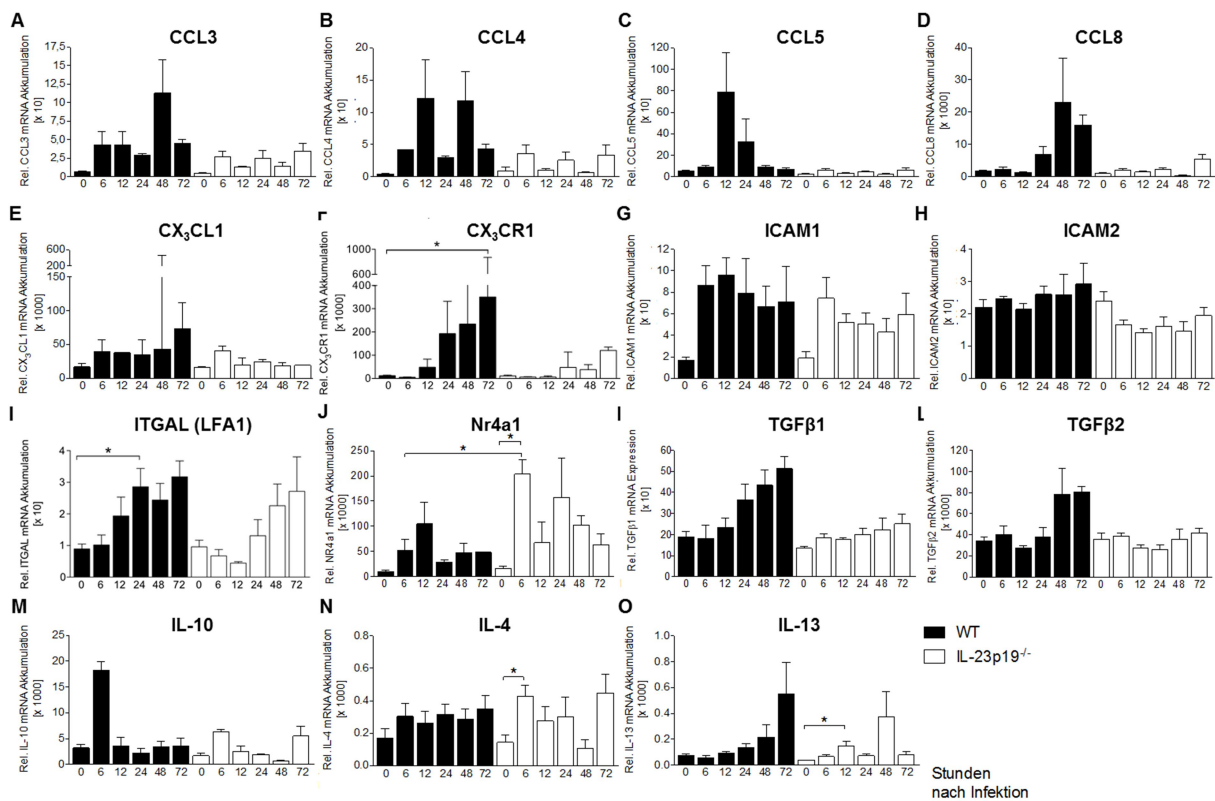 A
CCL3
Rel. CCL3 mRNA Akkumulation
[x 10]
17,5
15
12,5
10
7,5
5,0
2,5
0
0 6 12 24 48 72 0 6 12 24 48 72
B
CCL4
Rel. CCL4 mRNA Akkumulation
[x 10]
20
15
10
5
0
0 6 12 24 48 72 0 6 12 24 48 72
C
CCL5
Rel. CCL5 mRNA Akkumulation
[x 10]
120
100
80
60
40
20
0
0 6 12 24 48 72 0 6 12 24 48 72
D
CCL8
Rel. CCL8 mRNA Akkumulation
[x 1000]
40
30
20
10
0
0 6 12 24 48 72 0 6 12 24 48 72
E
CX3CL1
Rel. CX3CL1 mRNA Akkumulation
[x 1000]
1000
600
200
150
100
50
0
0 6 12 24 48 72 0 6 12 24 48 72
CX3CR1
Rel. CX3CR1 mRNA Akkumulation
[x 1000]
1000
600
400
300
200
100
0
*
0 6 12 24 48 72 0 6 12 24 48 72
G
ICAM1
Rel. ICAM1 mRNA Akkumulation
[x 10]
12
10
8
6
4
2
0
0 6 12 24 48 72 0 6 12 24 48 72
H
ICAM2
Rel. ICAM2 mRNA Akkumulation
[x 10]
4
3
2
1
0
0 6 12 24 48 72 0 6 12 24 48 72
I
ITGAL (LFA1)
Rel. ITGAL mRNA Akkumulation
[x 10]
4
3
2
1
0
*
0 6 12 24 48 72 0 6 12 24 48 72
J
Nr4a1
Rel. NR4a1 mRNA Akkumulation
[x 1000]
250
200
150
100
50
0
*
*
0 6 12 24 48 72 0 6 12 24 48 72
I
TGFβ1
Rel. TGFβ1 mRNA Expression
[x 10]
60
50
40
30
20
10
0
0 6 12 24 48 72 0 6 12 24 48 72
L
TGFβ2
Rel. TGFβ2 mRNA Akkumulation
[x 1000]
120
100
80
60
40
20
0
0 6 12 24 48 72 0 6 12 24 48 72
M
IL-10
Rel. IL-10 mRNA Akkumulation
[x 1000]
25
20
15
10
5
0
0 6 12 24 48 72 0 6 12 24 48 72
N
IL-4
Rel. IL-4 mRNA Akkumulation
[x 1000]
1.0
0.8
0.6
0.4
0.2
0.0
*
0 6 12 24 48 72 0 6 12 24 48 72
O
IL-13
Rel. IL-13 mRNA Akkumulation
[x 1000]
1.0
0.8
0.6
0.4
0.2
0.0
*
0 6 12 24 48 72 0 6 12 24 48 72
WT
IL-23p19-/-
Stunden
nach Infektion